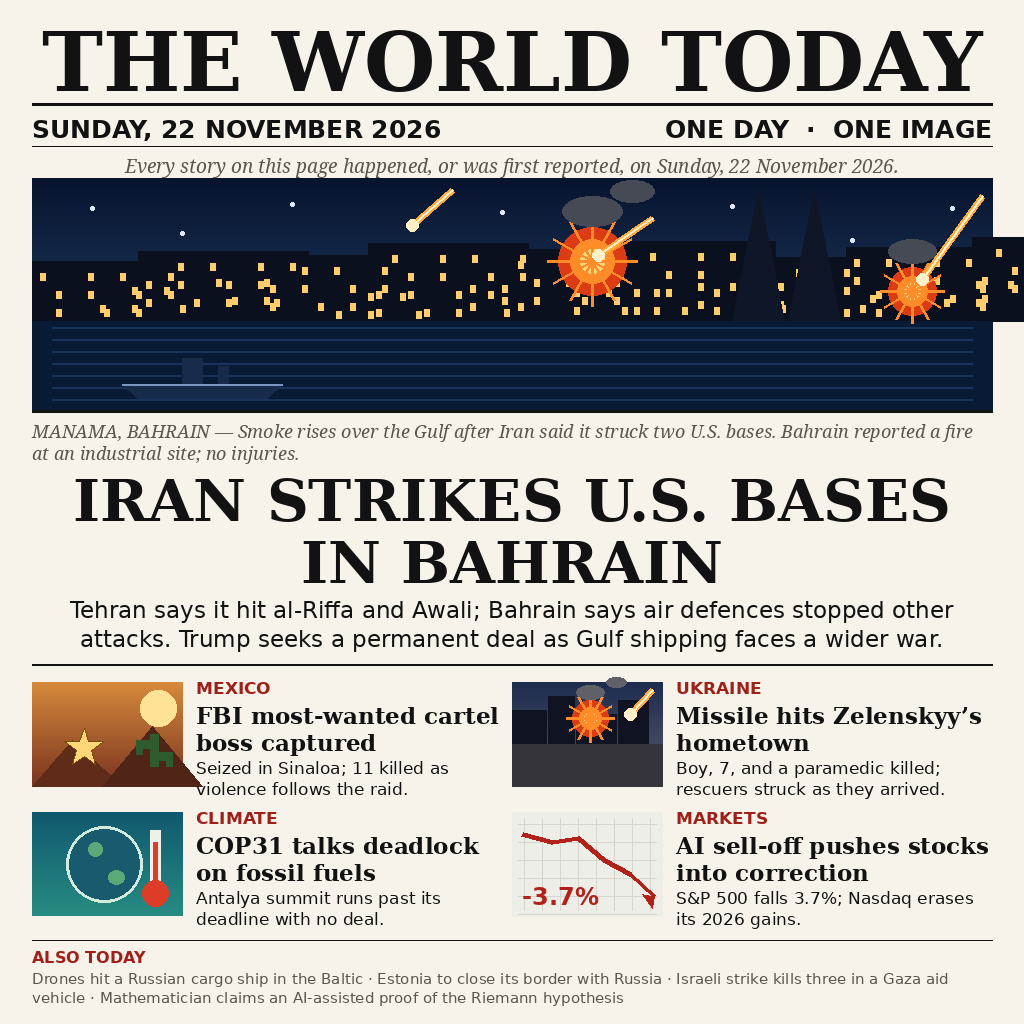 THE WORLD TODAY
SUNDAY, 22 NOVEMBER 2026
ONE DAY · ONE IMAGE
Every story on this page happened, or was first reported, on Sunday, 22 November 2026.
MANAMA, BAHRAIN — Smoke rises over the Gulf after Iran said it struck two U.S. bases. Bahrain reported a fire
at an industrial site; no injuries.
IRAN STRIKES U.S. BASES
IN BAHRAIN
Tehran says it hit al-Riffa and Awali; Bahrain says air defences stopped other
attacks. Trump seeks a permanent deal as Gulf shipping faces a wider war.
MEXICO
FBI most-wanted cartel
boss captured
Seized in Sinaloa; 11 killed as
violence follows the raid.
UKRAINE
Missile hits Zelenskyy’s
hometown
Boy, 7, and a paramedic killed;
rescuers struck as they arrived.
CLIMATE
COP31 talks deadlock
on fossil fuels
Antalya summit runs past its
deadline with no deal.
-3.7%
MARKETS
AI sell-off pushes stocks
into correction
S&P 500 falls 3.7%; Nasdaq erases
its 2026 gains.
ALSO TODAY
Drones hit a Russian cargo ship in the Baltic · Estonia to close its border with Russia · Israeli strike kills three in a Gaza aid
vehicle · Mathematician claims an AI-assisted proof of the Riemann hypothesis